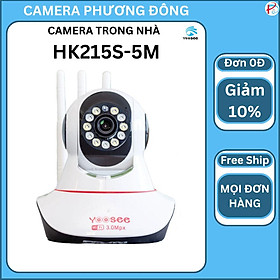 CAMERA PHƯƠNG ĐÔNG
CAMERA TRONG NHÀ
YOOSEE
HK215S-5M
Đơn 0Đ
Giảm
10%
Free Ship
MỌI ĐƠN
HÀNG
YOOSEE
3.0Mpx